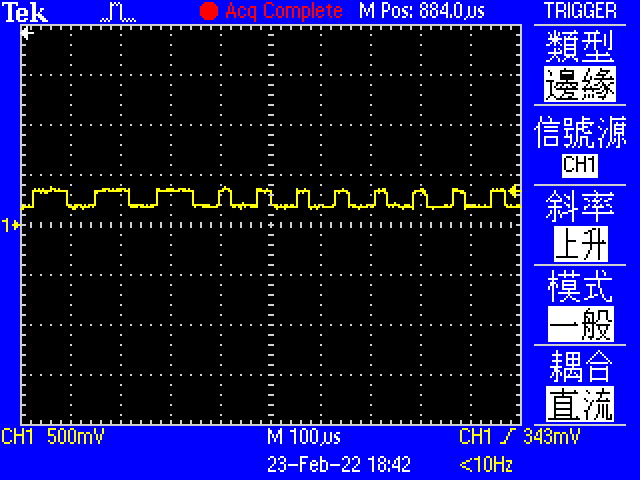 Tek Acq Complete M Pos: 884.0µs TRIGGER
類型
邊緣
信號源
CH1
斜率
上升
模式
一般
耦合
直流
1
CH1 500mV M 100µs CH1 343mV
23-Feb-22 18:42 <10Hz